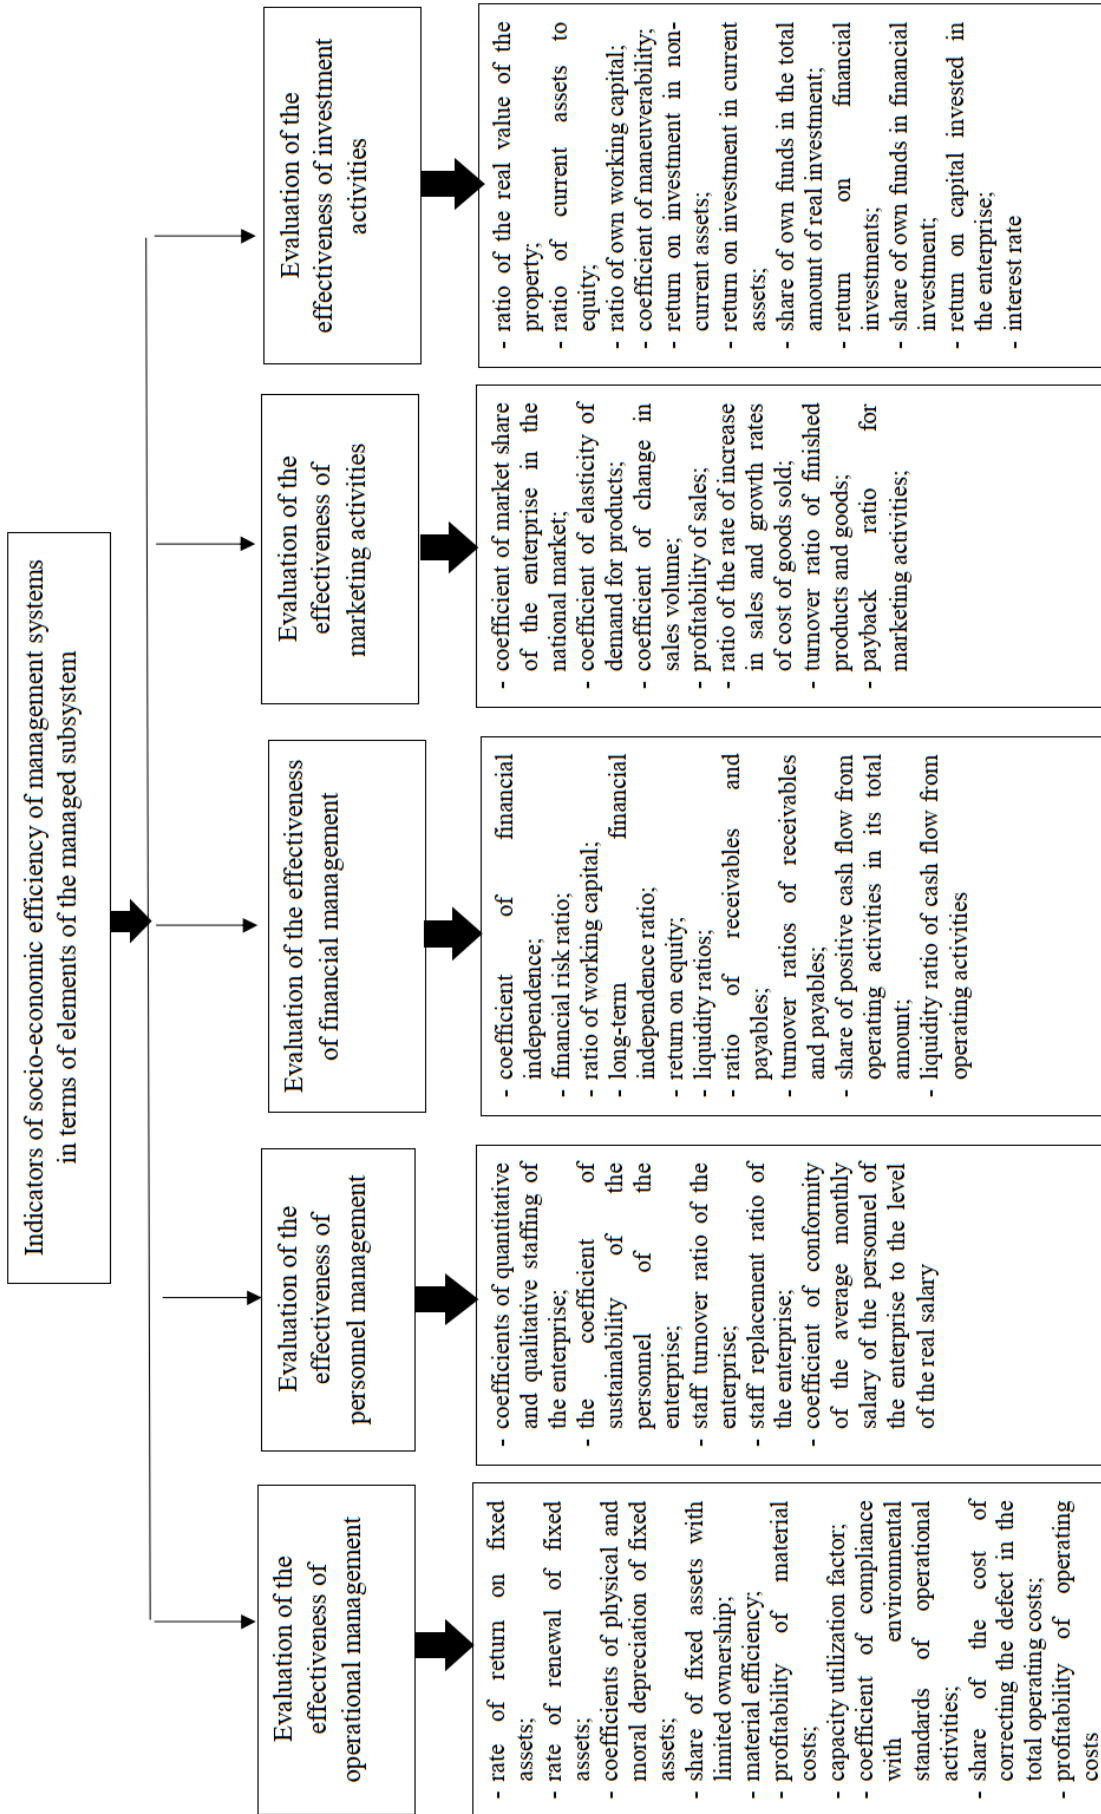 Indicators of socio-economic efficiency of management systems
in terms of elements of the managed subsystem
Evaluation of the
effectiveness of
operational management
- rate of return on fixed
assets;
- rate of renewal of fixed
assets;
- coefficients of physical and
moral depreciation of fixed
assets;
- share of fixed assets with
limited ownership;
- material efficiency;
- profitability of material
costs;
- capacity utilization factor;
- coefficient of compliance
with environmental
standards of operational
activities;
- share of the cost of
correcting the defect in the
total operating costs;
- profitability of operating
costs
Evaluation of the
effectiveness of
personnel management
- coefficients of quantitative
and qualitative staffing of
the enterprise;
- the coefficient of
sustainability of the
personnel of the
enterprise;
- staff turnover ratio of the
enterprise;
- staff replacement ratio of
the enterprise;
- coefficient of conformity
of the average monthly
salary of the personnel of
the enterprise to the level
of the real salary
Evaluation of the effectiveness
of financial management
- coefficient of financial
independence;
- financial risk ratio;
- ratio of working capital;
- long-term financial
independence ratio;
- return on equity;
- liquidity ratios;
- ratio of receivables and
payables;
- turnover ratios of receivables
and payables;
- share of positive cash flow from
operating activities in its total
amount;
- liquidity ratio of cash flow from
operating activities
Evaluation of the
effectiveness of
marketing activities
- coefficient of market share
of the enterprise in the
national market;
- coefficient of elasticity of
demand for products;
- coefficient of change in
sales volume;
- profitability of sales;
- ratio of the rate of increase
in sales and growth rates
of cost of goods sold;
- turnover ratio of finished
products and goods;
- payback ratio for
marketing activities;
Evaluation of the
effectiveness of investment
activities
- ratio of the real value of the
property;
- ratio of current assets to
equity;
- ratio of own working capital;
- coefficient of maneuverability;
- return on investment in non-
current assets;
- return on investment in current
assets;
- share of own funds in the total
amount of real investment;
- return on financial
investments;
- share of own funds in financial
investment;
- return on capital invested in
the enterprise;
- interest rate